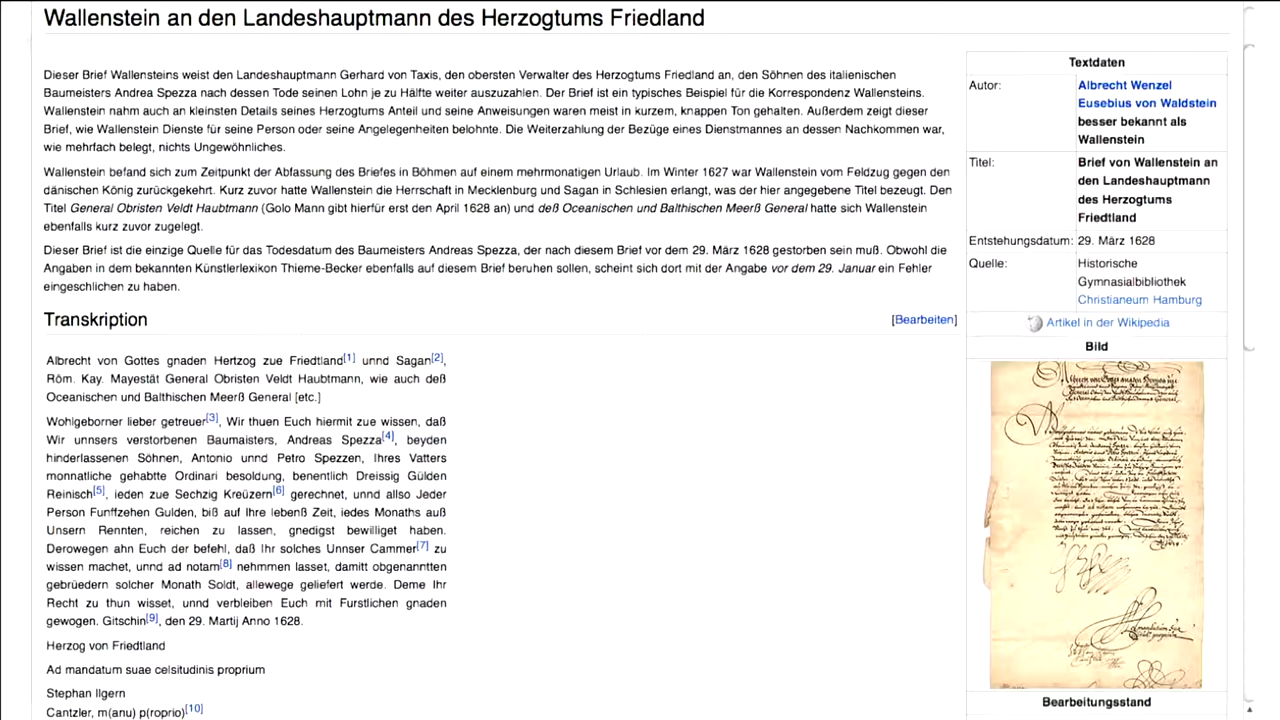 Wallenstein an den Landeshauptmann des Herzogtums Friedland
Dieser Brief Wallensteins weist den Landeshauptmann Gerhard von Taxis, den obersten Verwalter des Herzogtums Friedland an, den Söhnen des italienischen
Baumeisters Andrea Spezza nach dessen Tode seinen Lohn je zu Hälfte weiter auszuzahlen. Der Brief ist ein typisches Beispiel für die Korrespondenz Wallensteins.
Wallenstein nahm auch an kleinsten Details seines Herzogtums Anteil und seine Anweisungen waren meist in kurzem, knappen Ton gehalten. Außerdem zeigt dieser
Brief, wie Wallenstein Dienste für seine Person oder seine Angelegenheiten belohnte. Die Weiterzahlung der Bezüge eines Dienstmannes an dessen Nachkommen war,
wie mehrfach belegt, nichts Ungewöhnliches.
Wallenstein befand sich zum Zeitpunkt der Abfassung des Briefes in Böhmen auf einem mehrmonatigen Urlaub. Im Winter 1627 war Wallenstein vom Feldzug gegen den
dänischen König zurückgekehrt. Kurz zuvor hatte Wallenstein die Herrschaft in Mecklenburg und Sagan in Schlesien erlangt, was der hier angegebene Titel bezeugt. Den
Titel General Obristen Veldt Haubtmann (Golo Mann gibt hierfür erst den April 1628 an) und deß Oceanischen und Balthischen Meerß General hatte sich Wallenstein
ebenfalls kurz zuvor zugelegt.
Dieser Brief ist die einzige Quelle für das Todesdatum des Baumeisters Andreas Spezza, der nach diesem Brief vor dem 29. März 1628 gestorben sein muß. Obwohl die
Angaben in dem bekannten Künstlerlexikon Thieme-Becker ebenfalls auf diesem Brief beruhen sollen, scheint sich dort mit der Angabe vor dem 29. Januar ein Fehler
eingeschlichen zu haben.
Transkription
[Bearbeiten]
Albrecht von Gottes gnaden Hertzog zue Friedtland[1] unnd Sagan[2],
Röm. Kay. Mayestät General Obristen Veldt Haubtmann, wie auch deß
Oceanischen und Balthischen Meerß General [etc.]
Wohlgeborner lieber getreuer[3], Wir thuen Euch hiermit zue wissen, daß
Wir unnsers verstorbenen Baumaisters, Andreas Spezza[4], beyden
hinderlassenen Söhnen, Antonio unnd Petro Spezzen, Ihres Vatters
monnatliche gehabtte Ordinari besoldung, benentlich Dreissig Gülden
Reinisch[5], ieden zue Sechzig Kreüzern[6] gerechnet, unnd allso Jeder
Person Funffzehen Gulden, biß auf Ihre lebenß Zeit, iedes Monaths auß
Unsern Rennten, reichen zu lassen, gnedigst bewilliget haben.
Derowegen ahn Euch der befehl, daß Ihr solches Unnser Cammer[7] zu
wissen machet, unnd ad notam[8] nehmmen lasset, damitt obgenanntten
gebrüedern solcher Monath Soldt, allewege geliefert werde. Deme Ihr
Recht zu thun wisset, unnd verbleiben Euch mit Furstlichen gnaden
gewogen. Gitschin[9], den 29. Martij Anno 1628.
Herzog von Friedtland
Ad mandatum suae celsitudinis proprium
Stephan Ilgern
Cantzler, m(anu) p(roprio)[10]
Textdaten
Autor: Albrecht Wenzel
Eusebius von Waldstein
besser bekannt als
Wallenstein
Titel: Brief von Wallenstein an
den Landeshauptmann
des Herzogtums
Friedtland
Entstehungsdatum: 29. März 1628
Quelle: Historische
Gymnasialbibliothek
Christianeum Hamburg
Artikel in der Wikipedia
Bild
Bearbeitungsstand